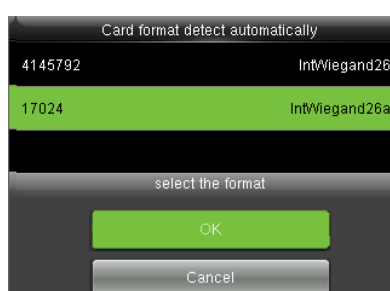 Card format detect automatically
4145792 IntWiegand26
17024 IntWiegand26a
select the format
OK
Cancel